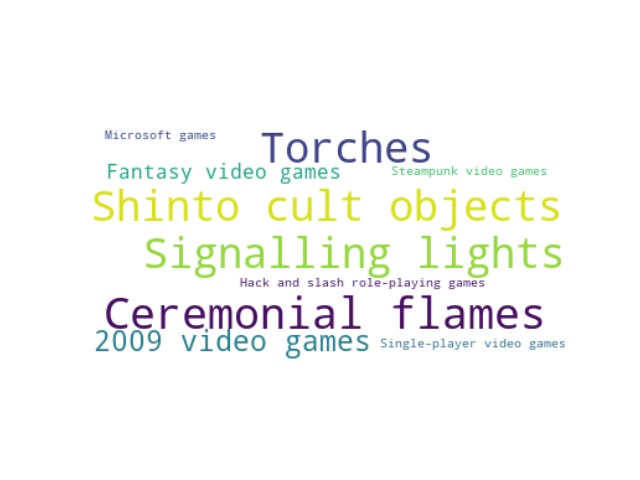 Microsoft games
Torches
Fantasy video games
Steampunk video games
Shinto cult objects
Signalling lights
Hack and slash role-playing games
Ceremonial flames
2009 video games
Single-player video games